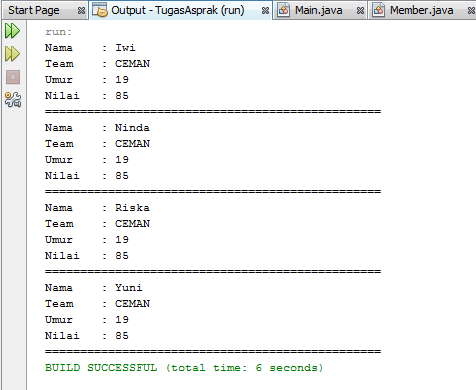 Start Page Output - TugasAsprak (run) Main.java Member.java
run:
Nama    : Iwi
Team    : CEMAN
Umur    : 19
Nilai   : 85
================================================
Nama    : Ninda
Team    : CEMAN
Umur    : 19
Nilai   : 85
================================================
Nama    : Riska
Team    : CEMAN
Umur    : 19
Nilai   : 85
================================================
Nama    : Yuni
Team    : CEMAN
Umur    : 19
Nilai   : 85
================================================
BUILD SUCCESSFUL (total time: 6 seconds)